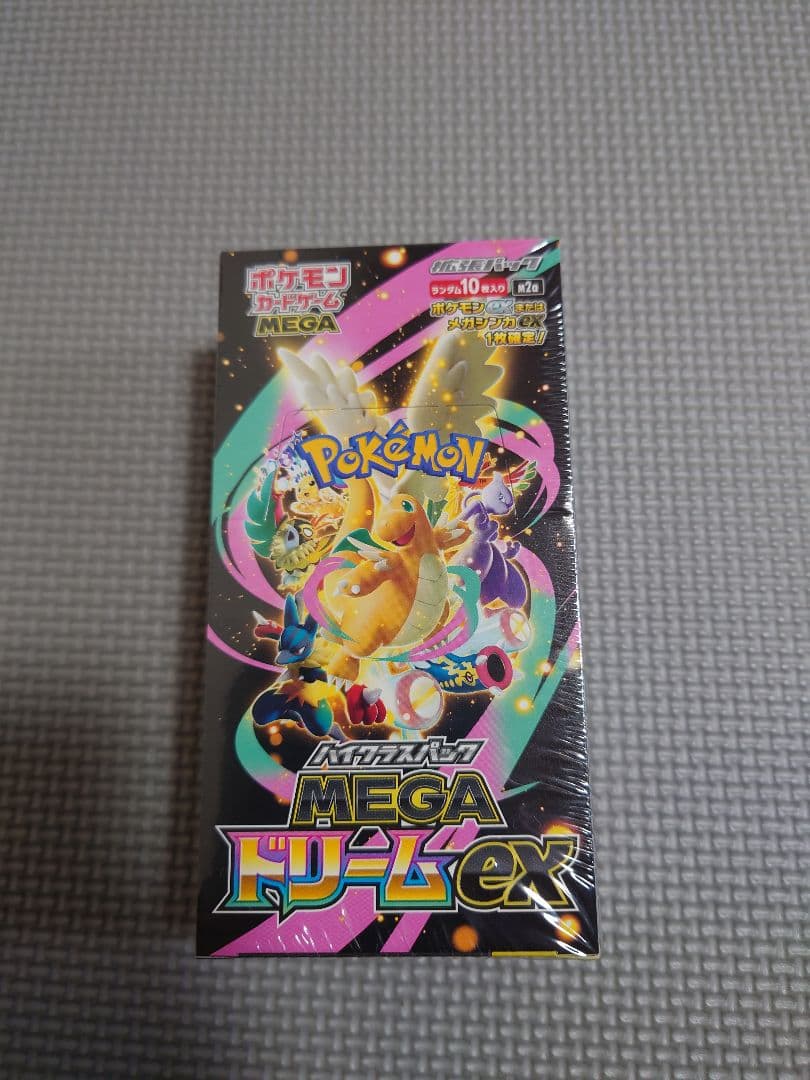 ポケモン
カードゲーム
MEGA
拡張パック
ランダム10枚入り M2a
ポケモンexまたは
メガシンカex
1枚確定!!
POKéMON
TM
ハイクラスパック
MEGA
ドリームex